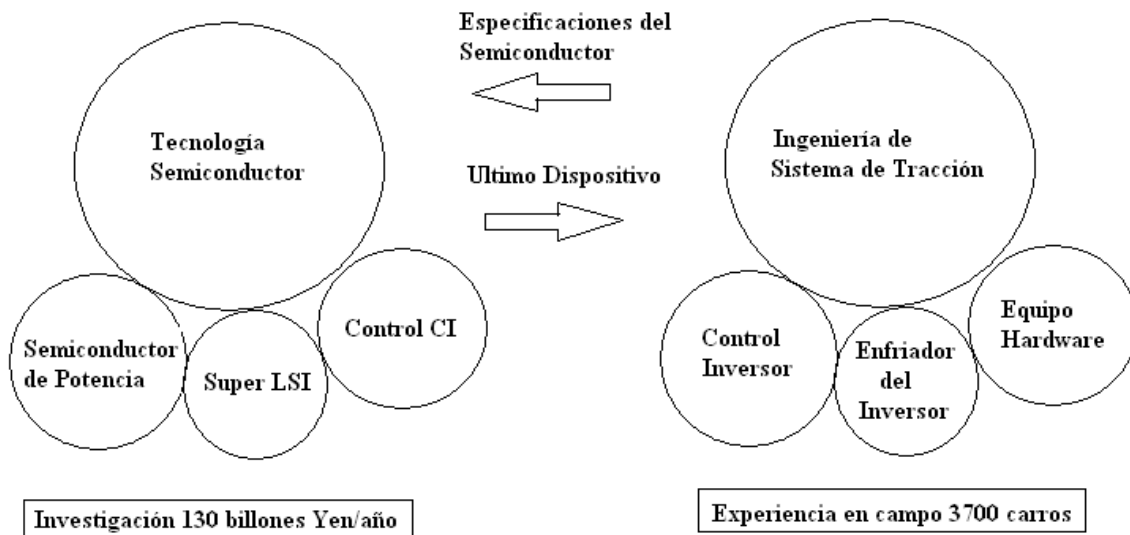 Especificaciones del
Semiconductor
Tecnología
Semiconductor
Ingeniería de
Sistema de Tracción
Ultimo Dispositivo
Semiconductor
de Potencia
Super LSI
Control CI
Control
Inversor
Enfriador
del
Inversor
Equipo
Hardware
Investigación 130 billones Yen/año
Experiencia en campo 3700 carros